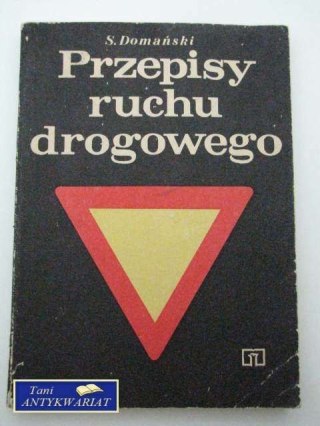 S. Domański
Przepisy
ruchu
drogowego
Tani
ANTYKWARIAT